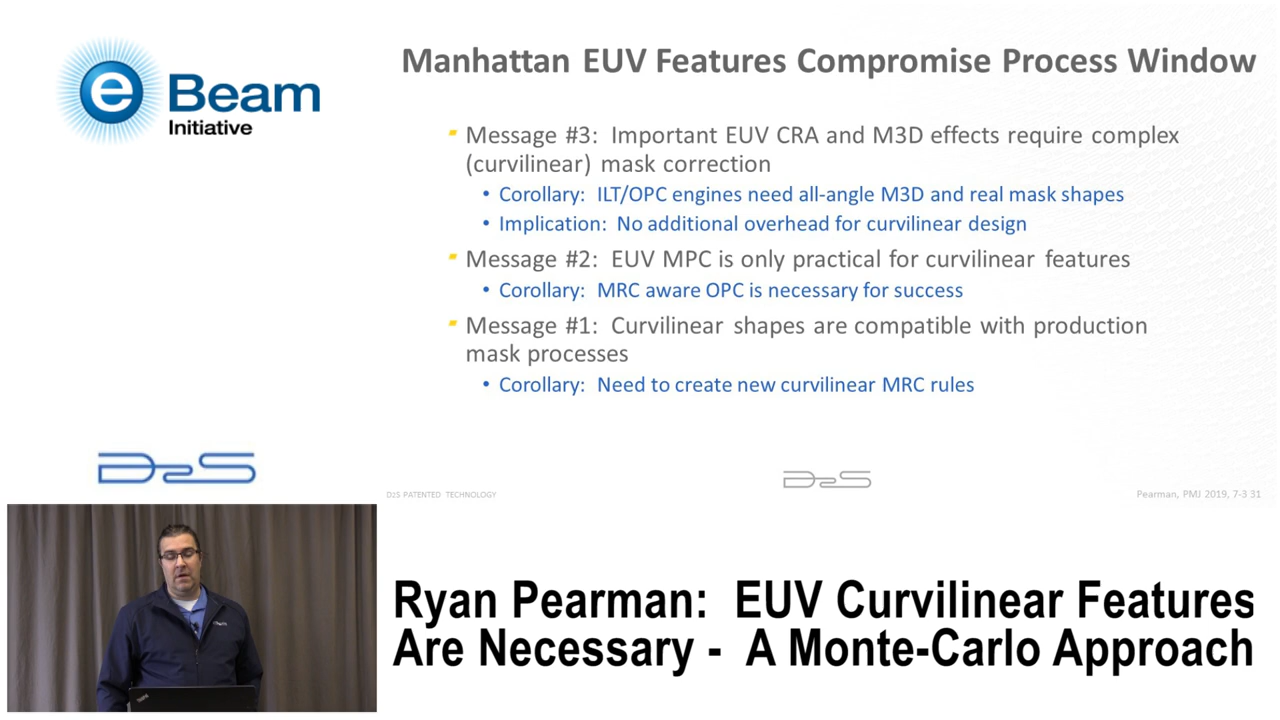 e Beam
Initiative
Manhattan EUV Features Compromise Process Window
Message #3: Important EUV CRA and M3D effects require complex
(curvilinear) mask correction
• Corollary: ILT/OPC engines need all-angle M3D and real mask shapes
• Implication: No additional overhead for curvilinear design
Message #2: EUV MPC is only practical for curvilinear features
• Corollary: MRC aware OPC is necessary for success
Message #1: Curvilinear shapes are compatible with production
mask processes
• Corollary: Need to create new curvilinear MRC rules
D2S
D2S
D2S PATENTED TECHNOLOGY
Pearman, PMJ 2019, 7-3 31
Ryan Pearman: EUV Curvilinear Features
Are Necessary - A Monte-Carlo Approach